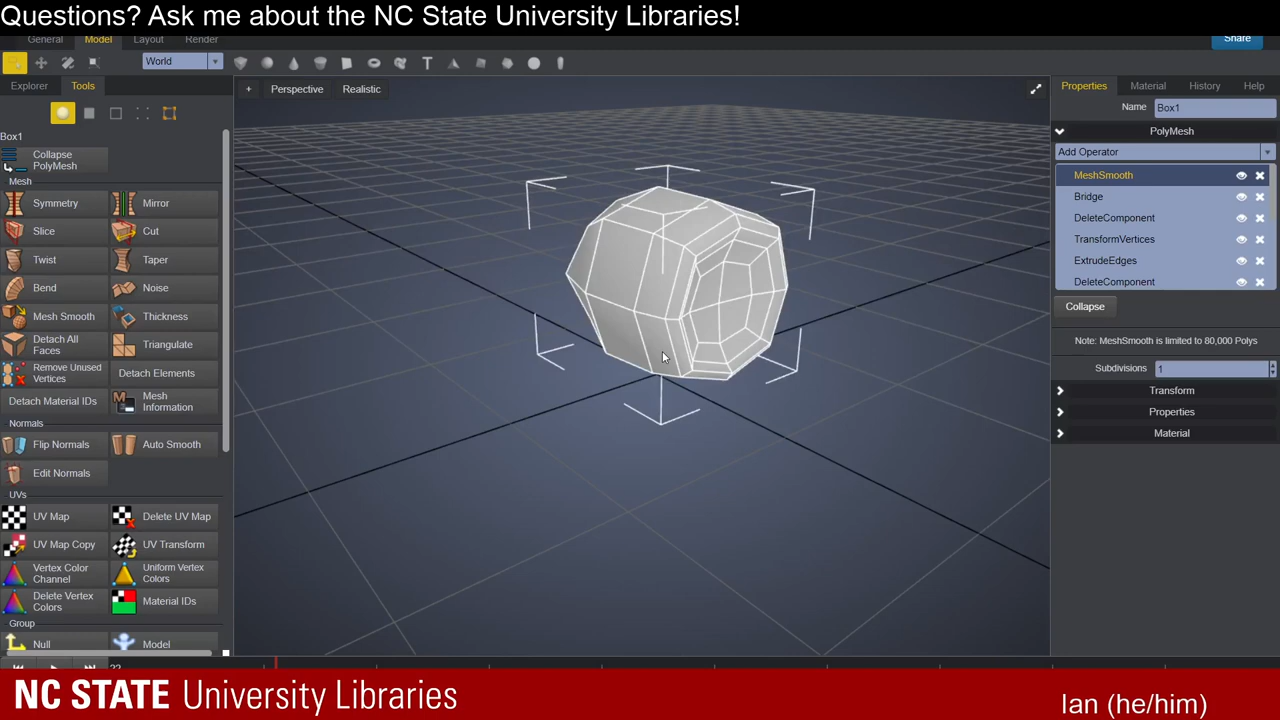 Questions? Ask me about the NC State University Libraries!
General Model Layout Render
Share
World
Explorer Tools
Perspective Realistic
Properties Material History Help
Name Box1
Box1
PolyMesh
Collapse
PolyMesh
Add Operator
Mesh
MeshSmooth
Symmetry Mirror
Bridge
Slice Cut
DeleteComponent
Twist Taper
TransformVertices
Bend Noise
ExtrudeEdges
DeleteComponent
Mesh Smooth Thickness
Collapse
Detach All
Faces
Triangulate
Note: MeshSmooth is limited to 80,000 Polys
Remove Unused
Vertices
Detach Elements
Subdivisions 1
Detach Material IDs
Mesh
Information
Transform
Properties
Normals
Material
Flip Normals Auto Smooth
Edit Normals
UVs
UV Map Delete UV Map
UV Map Copy UV Transform
Vertex Color
Channel
Uniform Vertex
Colors
Delete Vertex
Colors
Material IDs
Group
Null Model
22
NC STATE University Libraries
Ian (he/him)